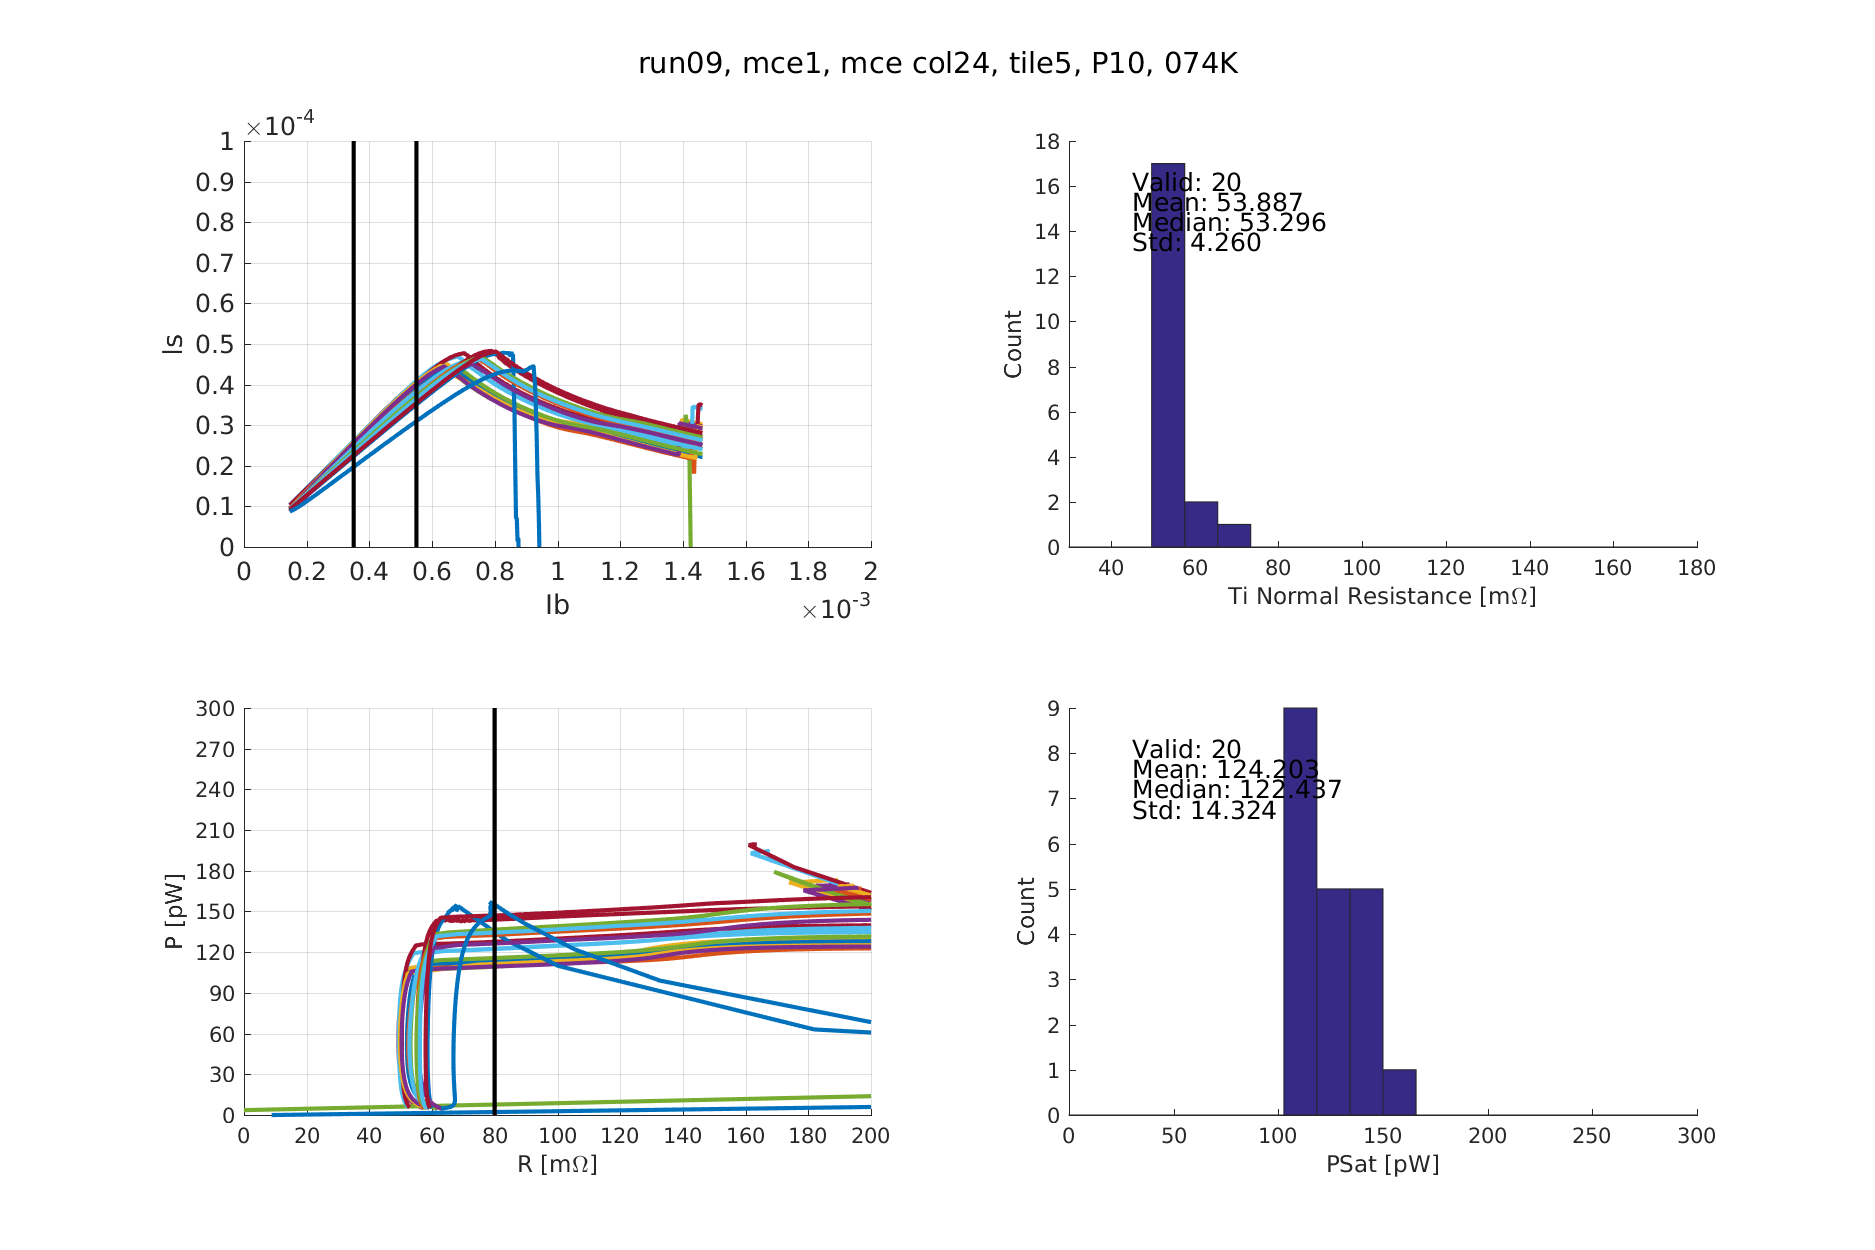 run09, mce1, mce col24, tile5, P10, 074K
×10-4
1
0.9
0.8
0.7
0.6
0.5
0.4
0.3
0.2
0.1
0
Is
0 0.2 0.4 0.6 0.8 1 1.2 1.4 1.6 1.8 2
Ib
×10-3
18
16
14
12
10
8
6
4
2
0
Count
Valid: 20
Mean: 53.887
Median: 53.296
Std: 4.260
40 60 80 100 120 140 160 180
Ti Normal Resistance [mΩ]
300
270
240
210
180
150
120
90
60
30
0
P [pW]
0 20 40 60 80 100 120 140 160 180 200
R [mΩ]
9
8
7
6
5
4
3
2
1
0
Count
Valid: 20
Mean: 124.203
Median: 122.437
Std: 14.324
0 50 100 150 200 250 300
PSat [pW]